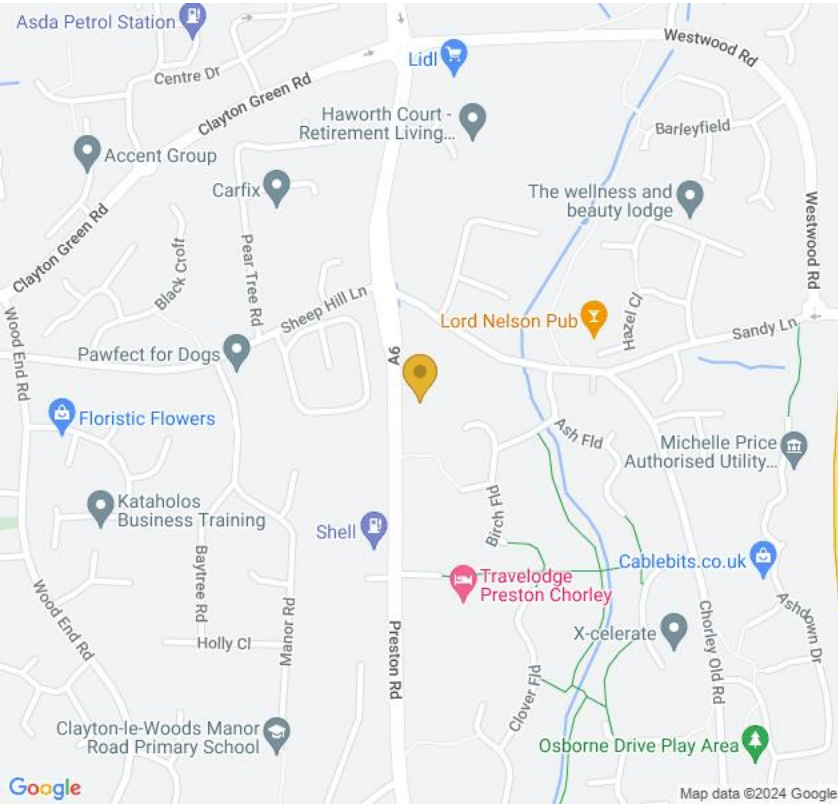 Asda Petrol Station
Westwood Rd
Lidl
Centre Dr
Clayton Green Rd
Haworth Court -
Retirement Living...
Barleyfield
Accent Group
Carfix
The wellness and
beauty lodge
Westwood Rd
Clayton Green Rd
Black Croft
Pear Tree Rd
Sheep Hill Ln
Lord Nelson Pub
Hazel Cl
Sandy Ln
Wood End Rd
Pawfect for Dogs
A6
Floristic Flowers
Ash Fld
Michelle Price
Authorised Utility...
Kataholos
Business Training
Birch Fld
Shell
Cablebits.co.uk
Travelodge
Preston Chorley
Baytree Rd
Wood End Rd
Manor Rd
Holly Cl
Preston Rd
X-celerate
Chorley Old Rd
Ashdown Dr
Clover Fld
Clayton-le-Woods Manor
Road Primary School
Osborne Drive Play Area
Google
Map data ©2024 Google